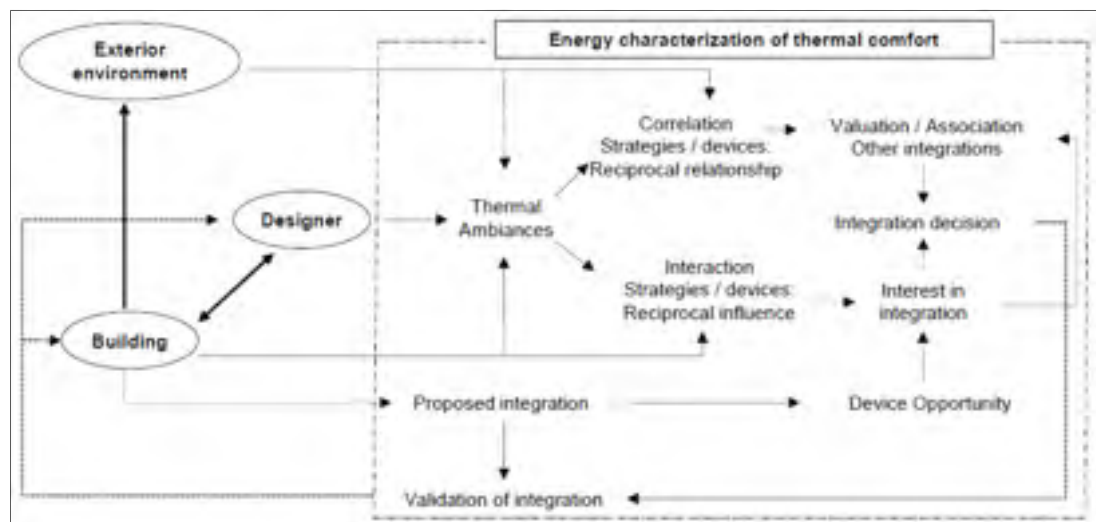 Exterior
environment
Energy characterization of thermal comfort
Correlation
Strategies / devices:
Reciprocal relationship
Valuation / Association
Other integrations
Designer
Thermal
Ambiances
Integration decision
Interaction
Strategies / devices:
Reciprocal influence
Interest in
integration
Building
Proposed integration
Device Opportunity
Validation of integration